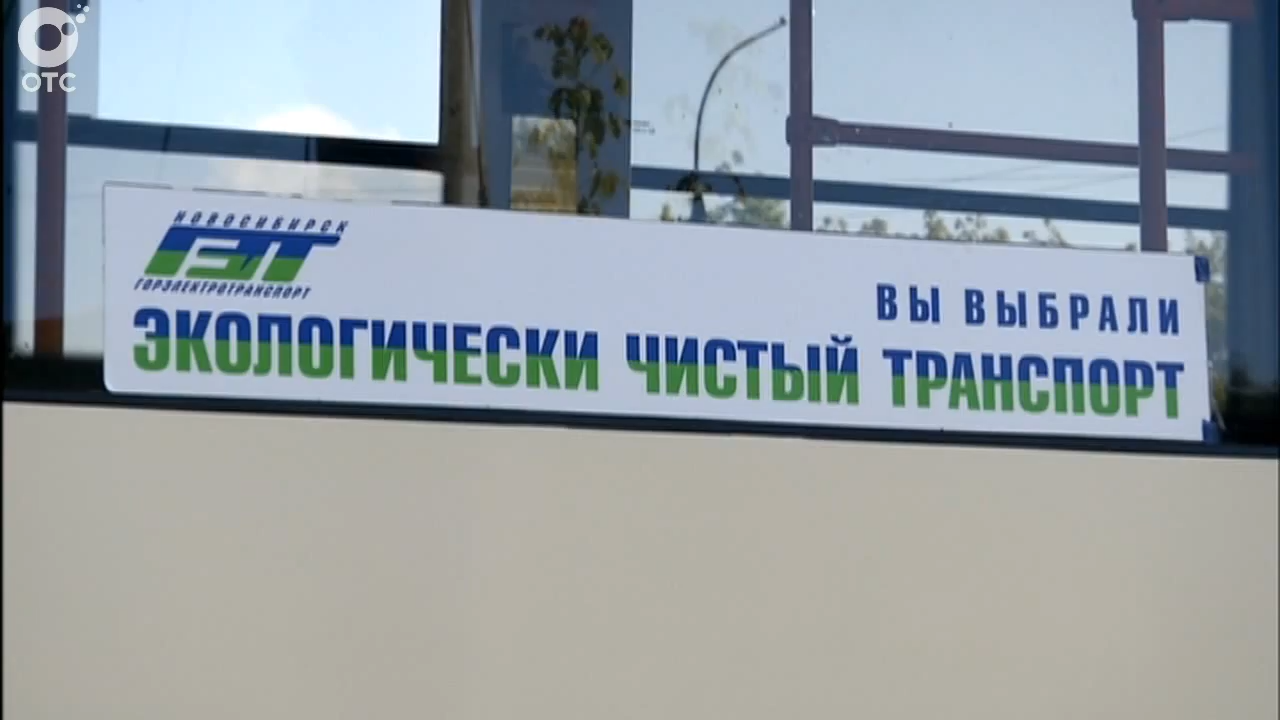 ОТС
НОВОСИБИРСК
ГЭТ
ГОРЭЛЕКТРОТРАНСПОРТ
ВЫ ВЫБРАЛИ
ЭКОЛОГИЧЕСКИ ЧИСТЫЙ ТРАНСПОРТ